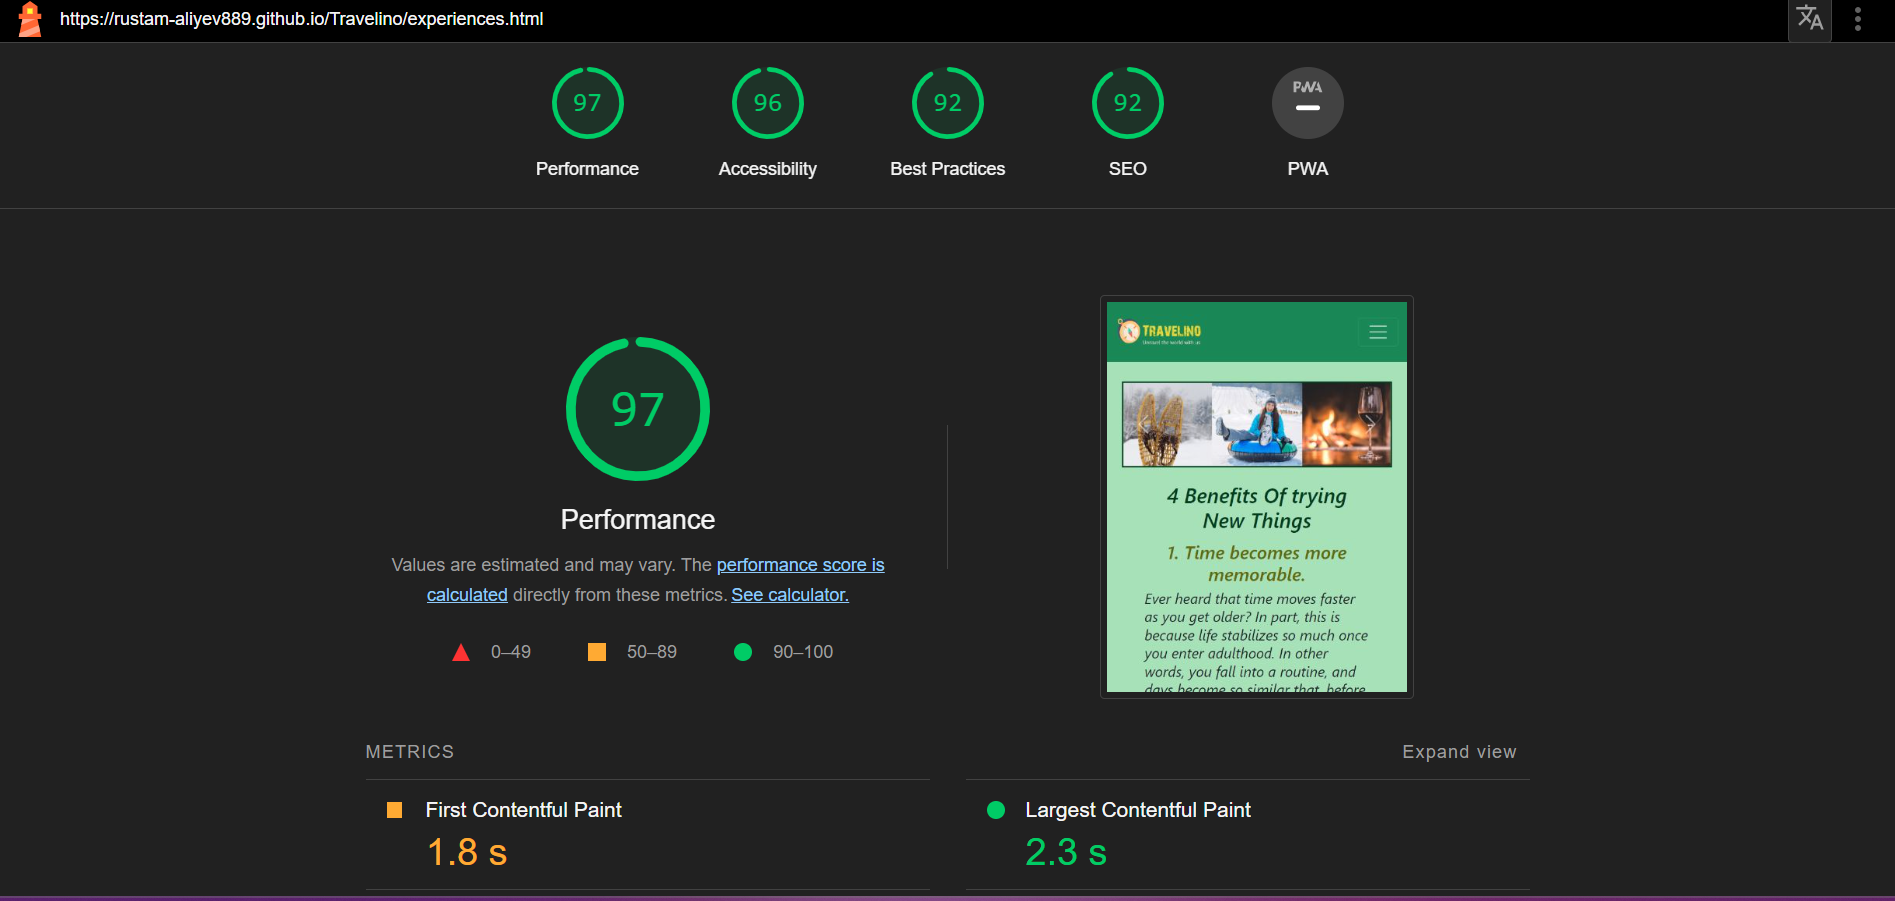 https://rustam-aliyev889.github.io/Travelino/experiences.html
97
96
92
92
PWA
Performance
Accessibility
Best Practices
SEO
PWA
97
Performance
Values are estimated and may vary. The performance score is
calculated directly from these metrics. See calculator.
0–49
50–89
90–100
TRAVELINO
4 Benefits Of trying
New Things
1. Time becomes more
memorable.
Ever heard that time moves faster
as you get older? In part, this is
because life stabilizes so much once
you enter adulthood. In other
words, you fall into a routine, and
days become so similar that, before
METRICS
Expand view
First Contentful Paint
1.8 s
Largest Contentful Paint
2.3 s